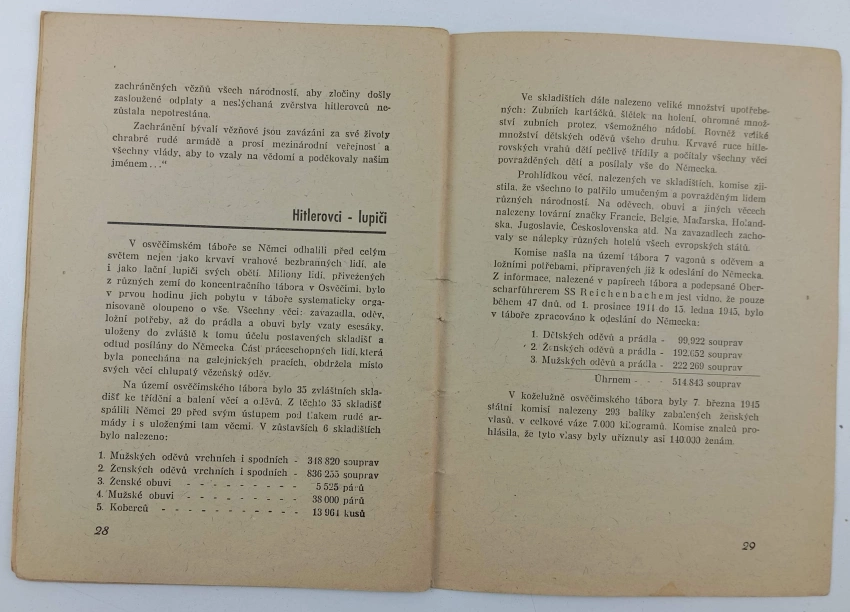 zachráněných vězňů všech národností, aby zločiny došly
zasloužené odplaty a neslýchaná zvěrstva hitlerovců ne-
zůstala nepotrestána.
Zachránění bývalí vězňové jsou zavázáni za své životy
chrabré rudé armádě a prosí mezinárodní veřejnost a
všechny vlády, aby to vzaly na vědomí a poděkovaly naším
jménem..."
Hitlerovci - lupiči
V osvěčimském táboře se Němci odhalili před celým
světem nejen jako krvaví vrahové bezbranných lidí, ale
i jako lační lupiči svých obětí. Miliony lidí, přivežených
z různých zemí do koncentračního tábora v Osvěčimi, bylo
v prvou hodinu jich pobytu v táboře systematicky orga-
nisovaně oloupeno o vše. Všechny věci: zavazadla, oděv,
ložní potřeby, až do prádla a obuvi byly vzaty esesáky,
uloženy do zvláště k tomu účelu postavených skladišť a
odtud posílány do Německa. Část práceschopných lidí, která
byla ponechána na galejnických pracích, obdržela místo
svých věcí chlupatý vězeňský oděv.
Na území osvěčimského tábora bylo 35 zvláštních skla-
dišť ke třídění a balení věcí a oděvů. Z těchto 35 skladišť
spálili Němci 29 před svým ústupem pod tlakem rudé ar-
mády i s uloženými tam věcmi. V zůstavších 6 skladištích
bylo nalezeno:
1. Mužských oděvů vrchních i spodních - 348 820 souprav
2. Ženských oděvů vrchních i spodních - 836 255 souprav
3. Ženské obuvi - - - - - - - - - 5 525 párů
4. Mužské obuvi - - - - - - - - - 38 000 párů
5. Koberců - - - - - - - - - - - 13 964 kusů
28
Ve skladištích dále nalezeno veliké množství upotřebe-
ných: Zubních kartáčků, štětek na holení, ohromné množ-
ství zubních protez, všemožného nádobí. Rovněž veliké
množství dětských oděvů všeho druhu. Krvavé ruce hitle-
rovských vrahů dětí pečlivě třídily a počítaly všechny věci
povražděných dětí a posílaly vše do Německa.
Prohlídkou věcí, nalezených ve skladištích, komise zji-
stila, že všechno to patřilo umučeným a povražděným lidem
různých národností. Na oděvech, obuvi a jiných věcech
nalezeny tovární značky Francie, Belgie, Maďarska, Holand-
ska, Jugoslavie, Československa atd. Na zavazadlech zacho-
valy se nálepky různých hotelů všech evropských států.
Komise našla na území tábora 7 vagonů s oděvem a
ložními potřebami, připravených již k odeslání do Německa.
Z informace, nalezené v papírech tábora a podepsané Ober-
scharführerem SS Reichenbachem jest vidno, že pouze
během 47 dnů, od 1. prosince 1944 do 15. ledna 1945, bylo
v táboře zpracováno k odeslání do Německa:
1. Dětských oděvů a prádla - 99,922 souprav
2. Ženských oděvů a prádla - 192,652 souprav
3. Mužských oděvů a prádla - 222 269 souprav
Úhrnem - - - 514.843 souprav
V koželužně osvěčimského tábora byly 7. března 1945
státní komisí nalezeny 293 balíky zabalených ženských
vlasů, v celkové váze 7.000 kilogramů. Komise znalců pro-
hlásila, že tyto vlasy byly uříznuty asi 140.000 ženám.
29